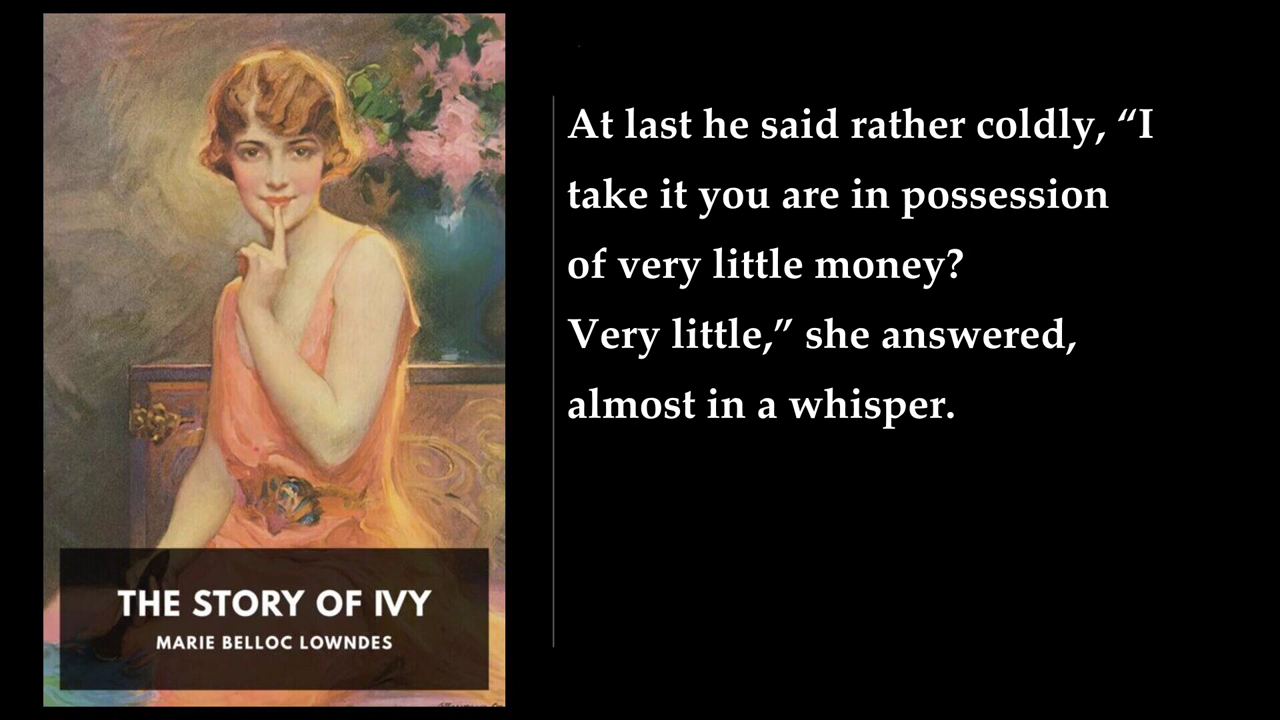 At last he said rather coldly, “I
take it you are in possession
of very little money?
Very little,” she answered,
almost in a whisper.
THE STORY OF IVY
MARIE BELLOC LOWNDES